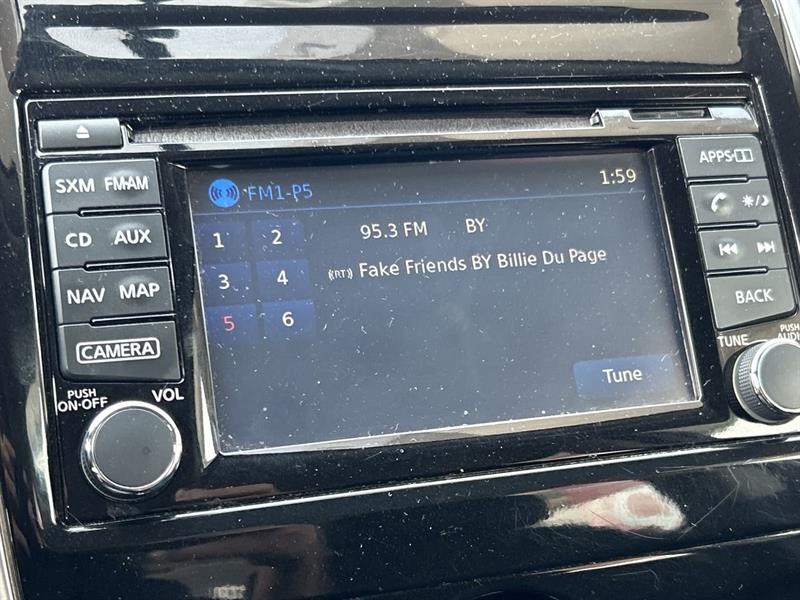 SXM FM·AM
CD AUX
NAV MAP
CAMERA
PUSH
ON·OFF
VOL
FM1-P5
1:59
1 2
3 4
5 6
95.3 FM BY
((RT)) Fake Friends BY Billie Du Page
Tune
APPS·
BACK
TUNE
PUSH